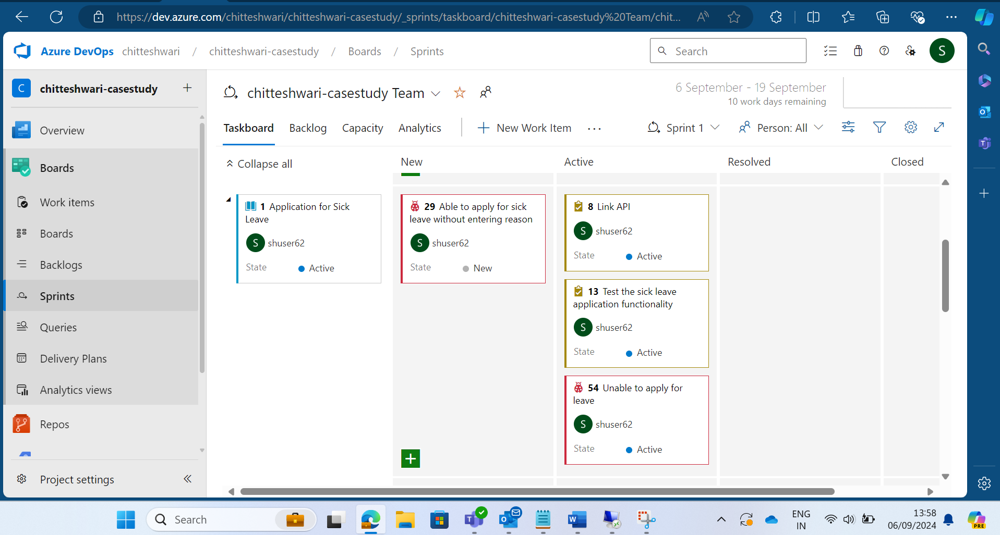 https://dev.azure.com/chitteshwari/chitteshwari-casestudy/_sprints/taskboard/chitteshwari-casestudy%20Team/chit...
Azure DevOps chitteshwari / chitteshwari-casestudy / Boards / Sprints
Search
S
C chitteshwari-casestudy
Overview
Boards
Work items
Boards
Backlogs
Sprints
Queries
Delivery Plans
Analytics views
Repos
Project settings
chitteshwari-casestudy Team
6 September - 19 September
10 work days remaining
Taskboard Backlog Capacity Analytics New Work Item ...
Sprint 1 Person: All
Collapse all New Active Resolved Closed
1 Application for Sick
Leave
S shuser62
State Active
29 Able to apply for sick
leave without entering reason
S shuser62
State New
8 Link API
S shuser62
State Active
13 Test the sick leave
application functionality
S shuser62
State Active
54 Unable to apply for
leave
S shuser62
State Active
Search
ENG
IN
13:58
06/09/2024
PRE